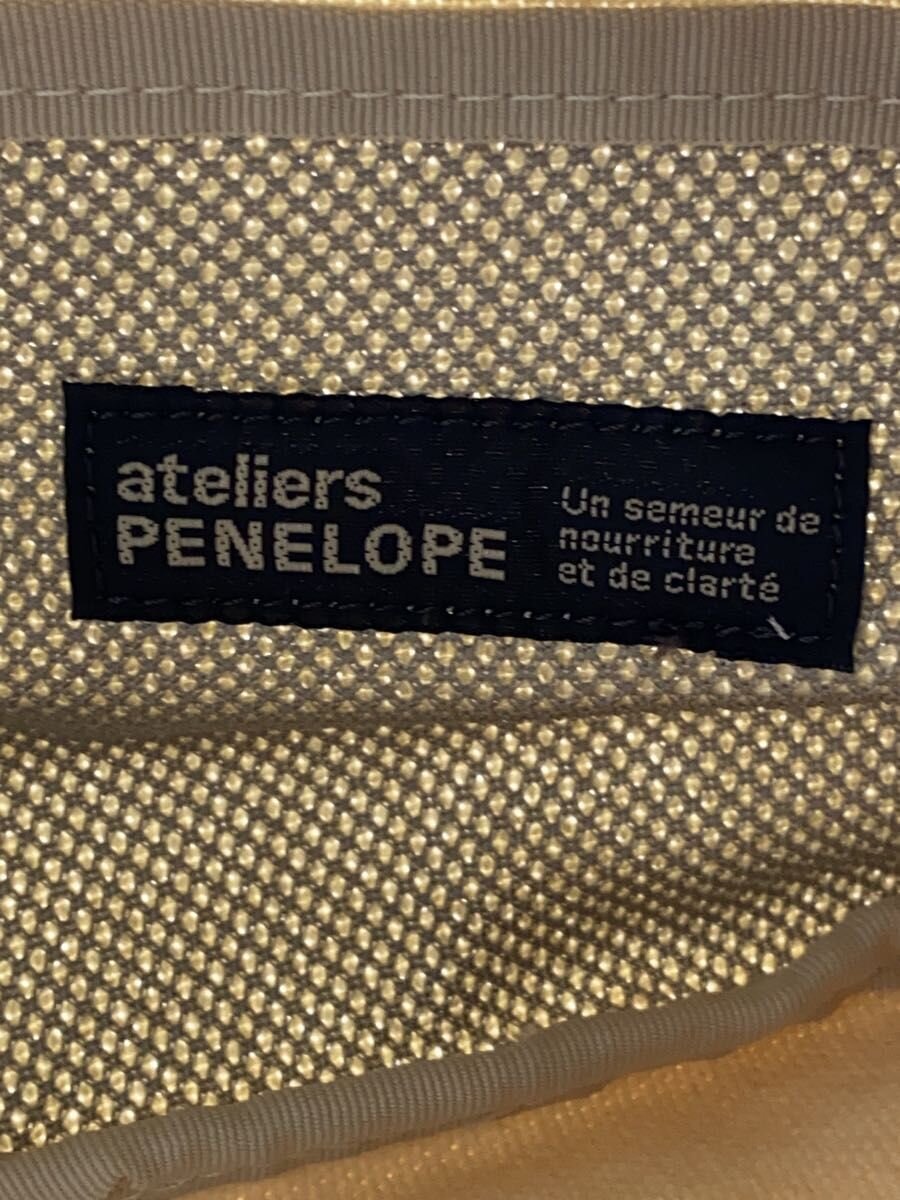 ateliers
PENELOPE
Un semeur de
nourriture
et de clarté